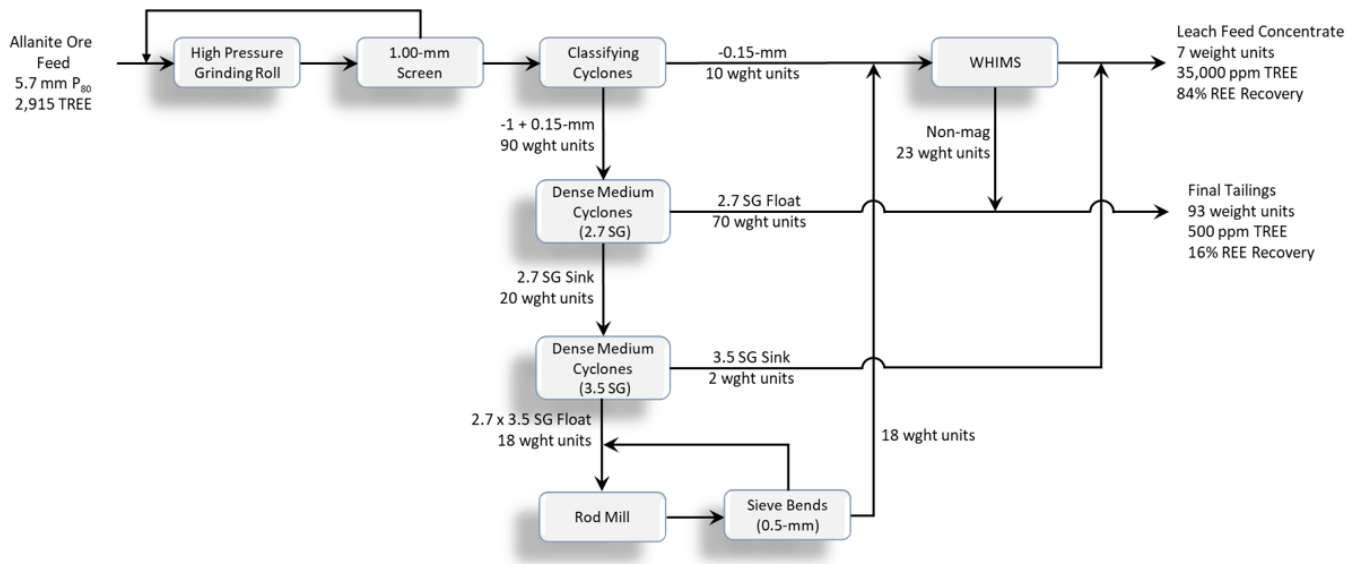 Allanite Ore
Feed
5.7 mm P₈₀
2,915 TREE
High Pressure
Grinding Roll
1.00-mm
Screen
Classifying
Cyclones
-0.15-mm
10 wght units
WHIMS
Leach Feed Concentrate
7 weight units
35,000 ppm TREE
84% REE Recovery
-1 + 0.15-mm
90 wght units
Non-mag
23 wght units
Dense Medium
Cyclones
(2.7 SG)
2.7 SG Float
70 wght units
Final Tailings
93 weight units
500 ppm TREE
16% REE Recovery
2.7 SG Sink
20 wght units
Dense Medium
Cyclones
(3.5 SG)
3.5 SG Sink
2 wght units
2.7 x 3.5 SG Float
18 wght units
18 wght units
Rod Mill
Sieve Bends
(0.5-mm)